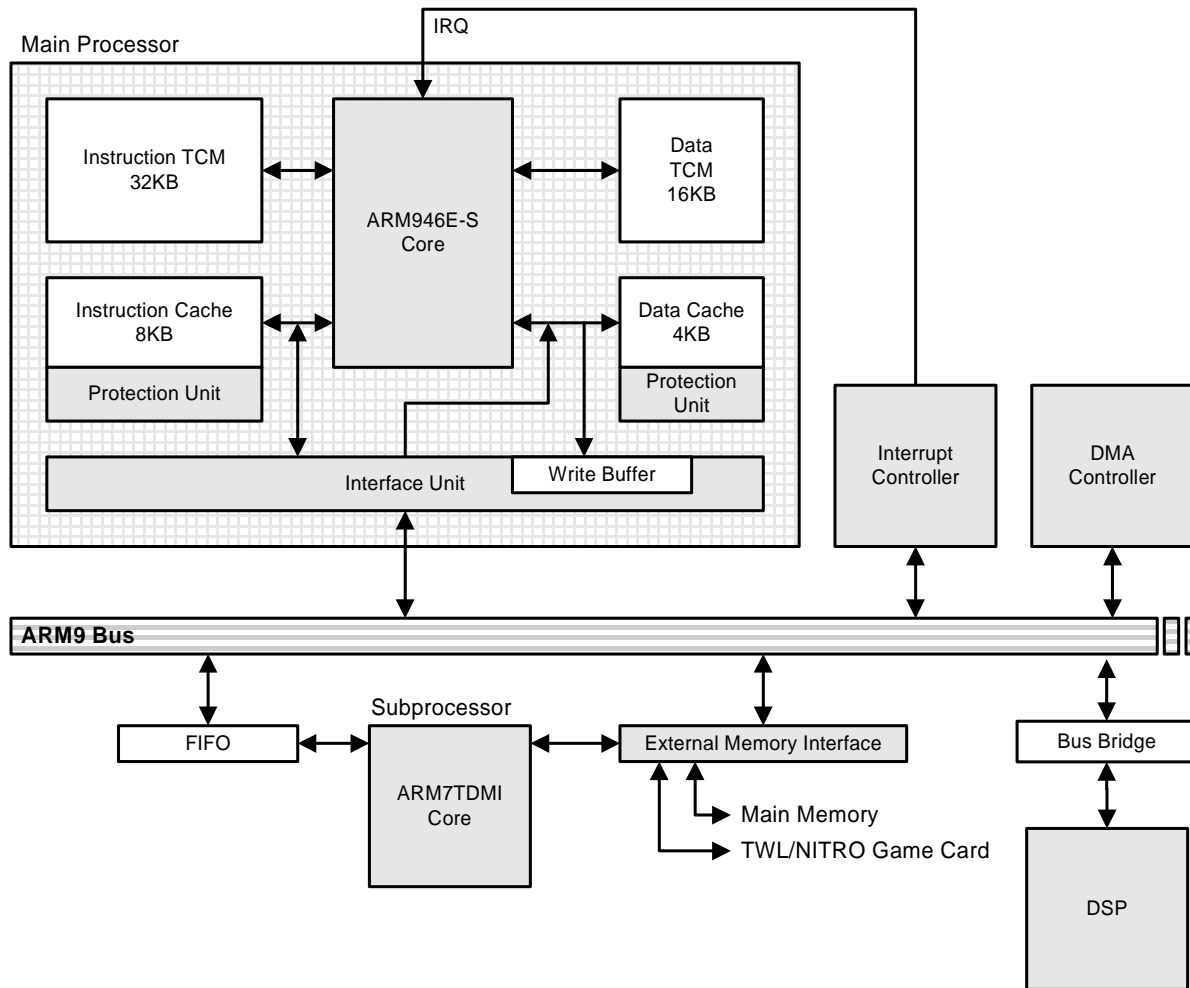 IRQ
Main Processor
Instruction TCM
32KB
ARM946E-S
Core
Data
TCM
16KB
Instruction Cache
8KB
Protection Unit
Data Cache
4KB
Protection
Unit
Interface Unit
Write Buffer
Interrupt
Controller
DMA
Controller
ARM9 Bus
Subprocessor
FIFO
ARM7TDMI
Core
External Memory Interface
Main Memory
TWL/NITRO Game Card
Bus Bridge
DSP